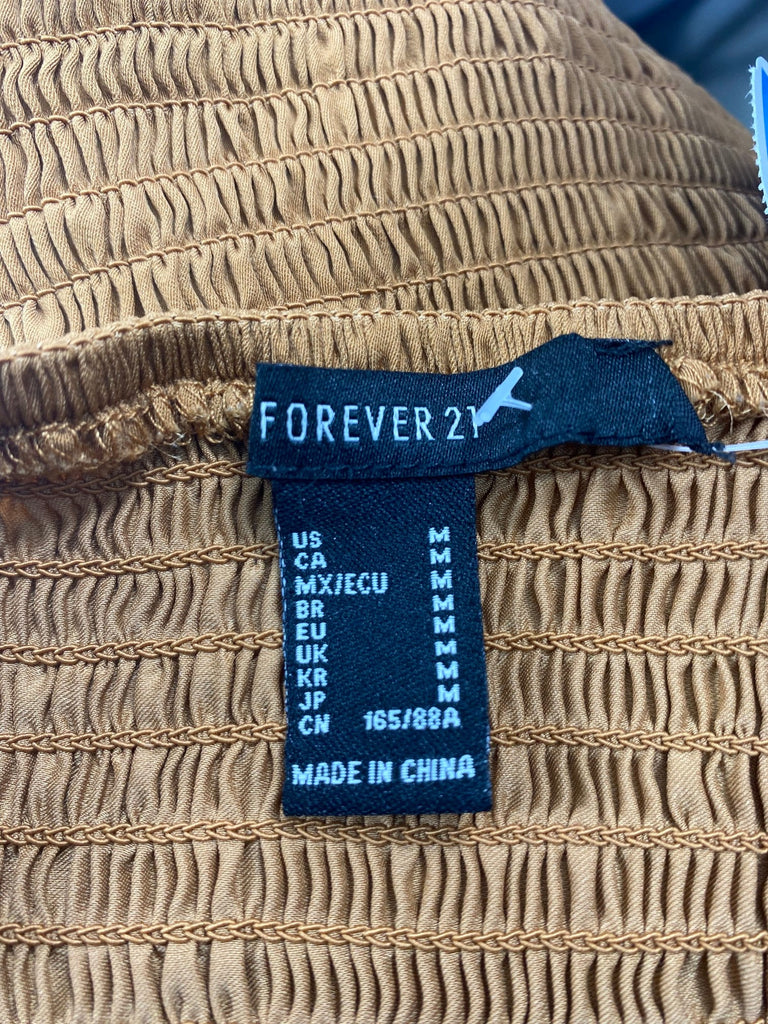 FOREVER 21
US M
CA M
MX/ECU M
BR M
EU M
UK M
KR M
JP M
CN 165/88A
MADE IN CHINA